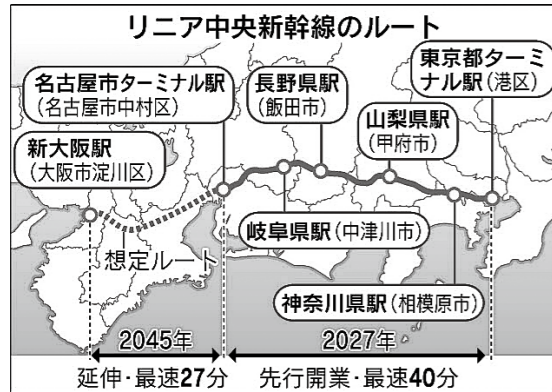 リニア中央新幹線のルート
東京都ターミ
ナル駅(港区)
名古屋市ターミナル駅
(名古屋市中村区)
長野県駅
(飯田市)
山梨県駅
(甲府市)
新大阪駅
(大阪市淀川区)
想定ルート
岐阜県駅(中津川市)
神奈川県駅(相模原市)
2045年
2027年
延伸・最速27分
先行開業・最速40分